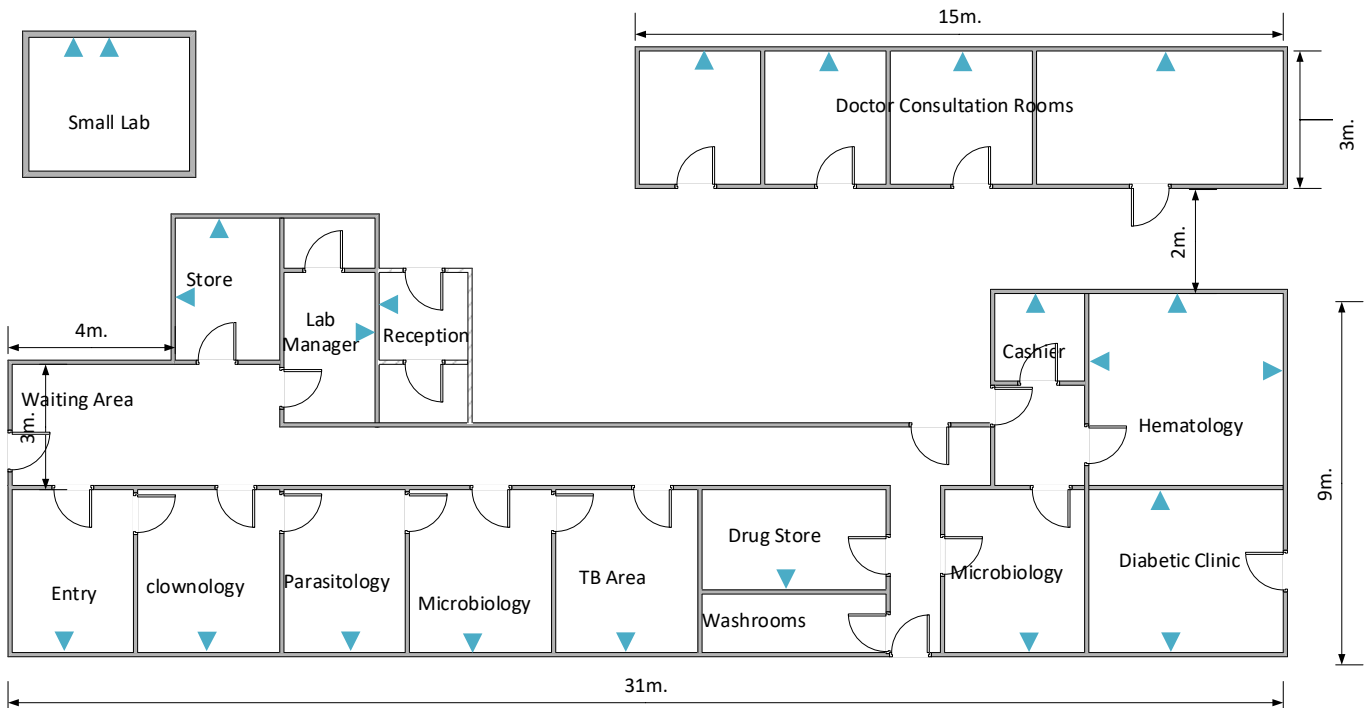 15m.
Small Lab
Doctor Consultation Rooms
3m.
2m.
Store
Lab
Manager
Reception
4m.
Cashier
Waiting Area
3m.
Hematology
9m.
Drug Store
Diabetic Clinic
Entry
clownology
Parasitology
Microbiology
TB Area
Microbiology
Washrooms
31m.